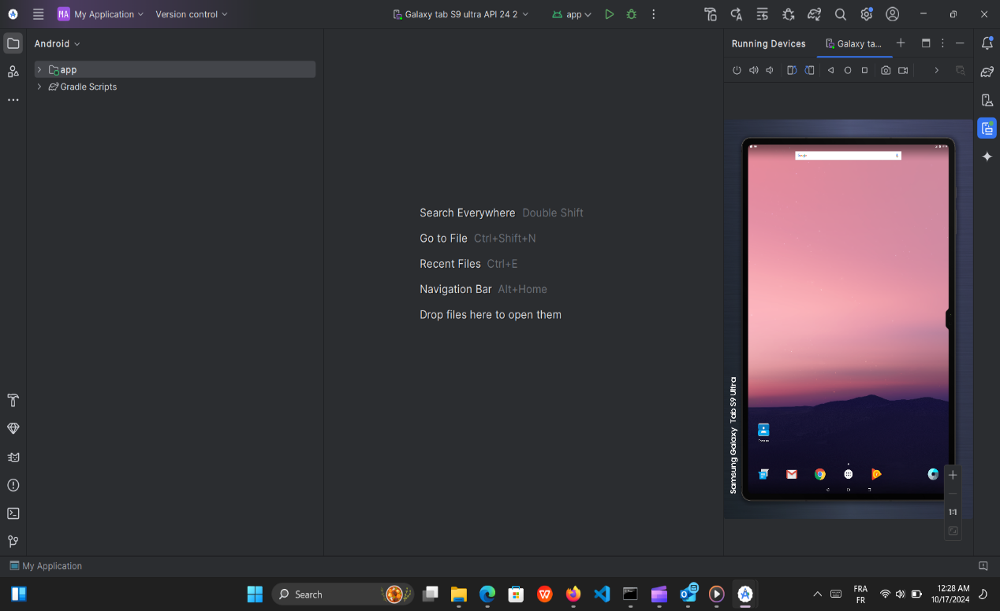 MA My Application
Version control
Galaxy tab S9 ultra API 24 2
app
Android
app
Gradle Scripts
Search Everywhere Double Shift
Go to File Ctrl+Shift+N
Recent Files Ctrl+E
Navigation Bar Alt+Home
Drop files here to open them
Running Devices
Galaxy ta...
Google
Samsung Galaxy Tab S9 Ultra
1:1
My Application
Search
FRA
FR
12:28 AM
10/17/2024